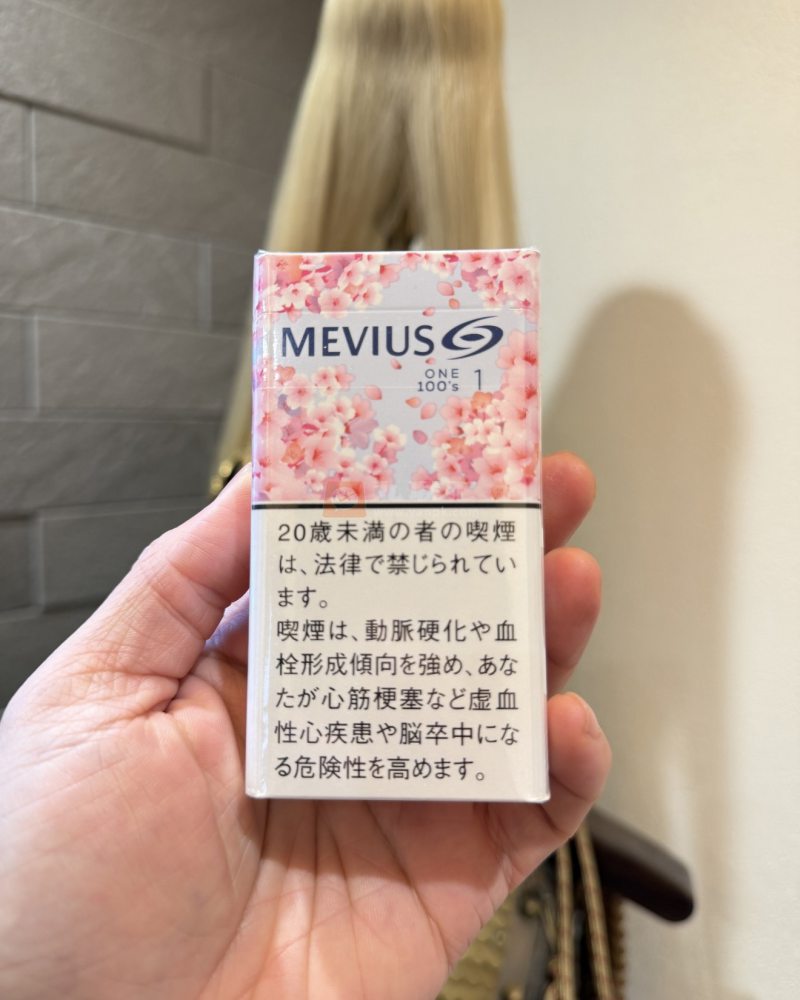 MEVIUS
ONE
100's 1
20歳未満の者の喫煙
は、法律で禁じられてい
ます。
喫煙は、動脈硬化や血
栓形成傾向を強め、あな
たが心筋梗塞など虚血
性心疾患や脳卒中にな
る危険性を高めます。